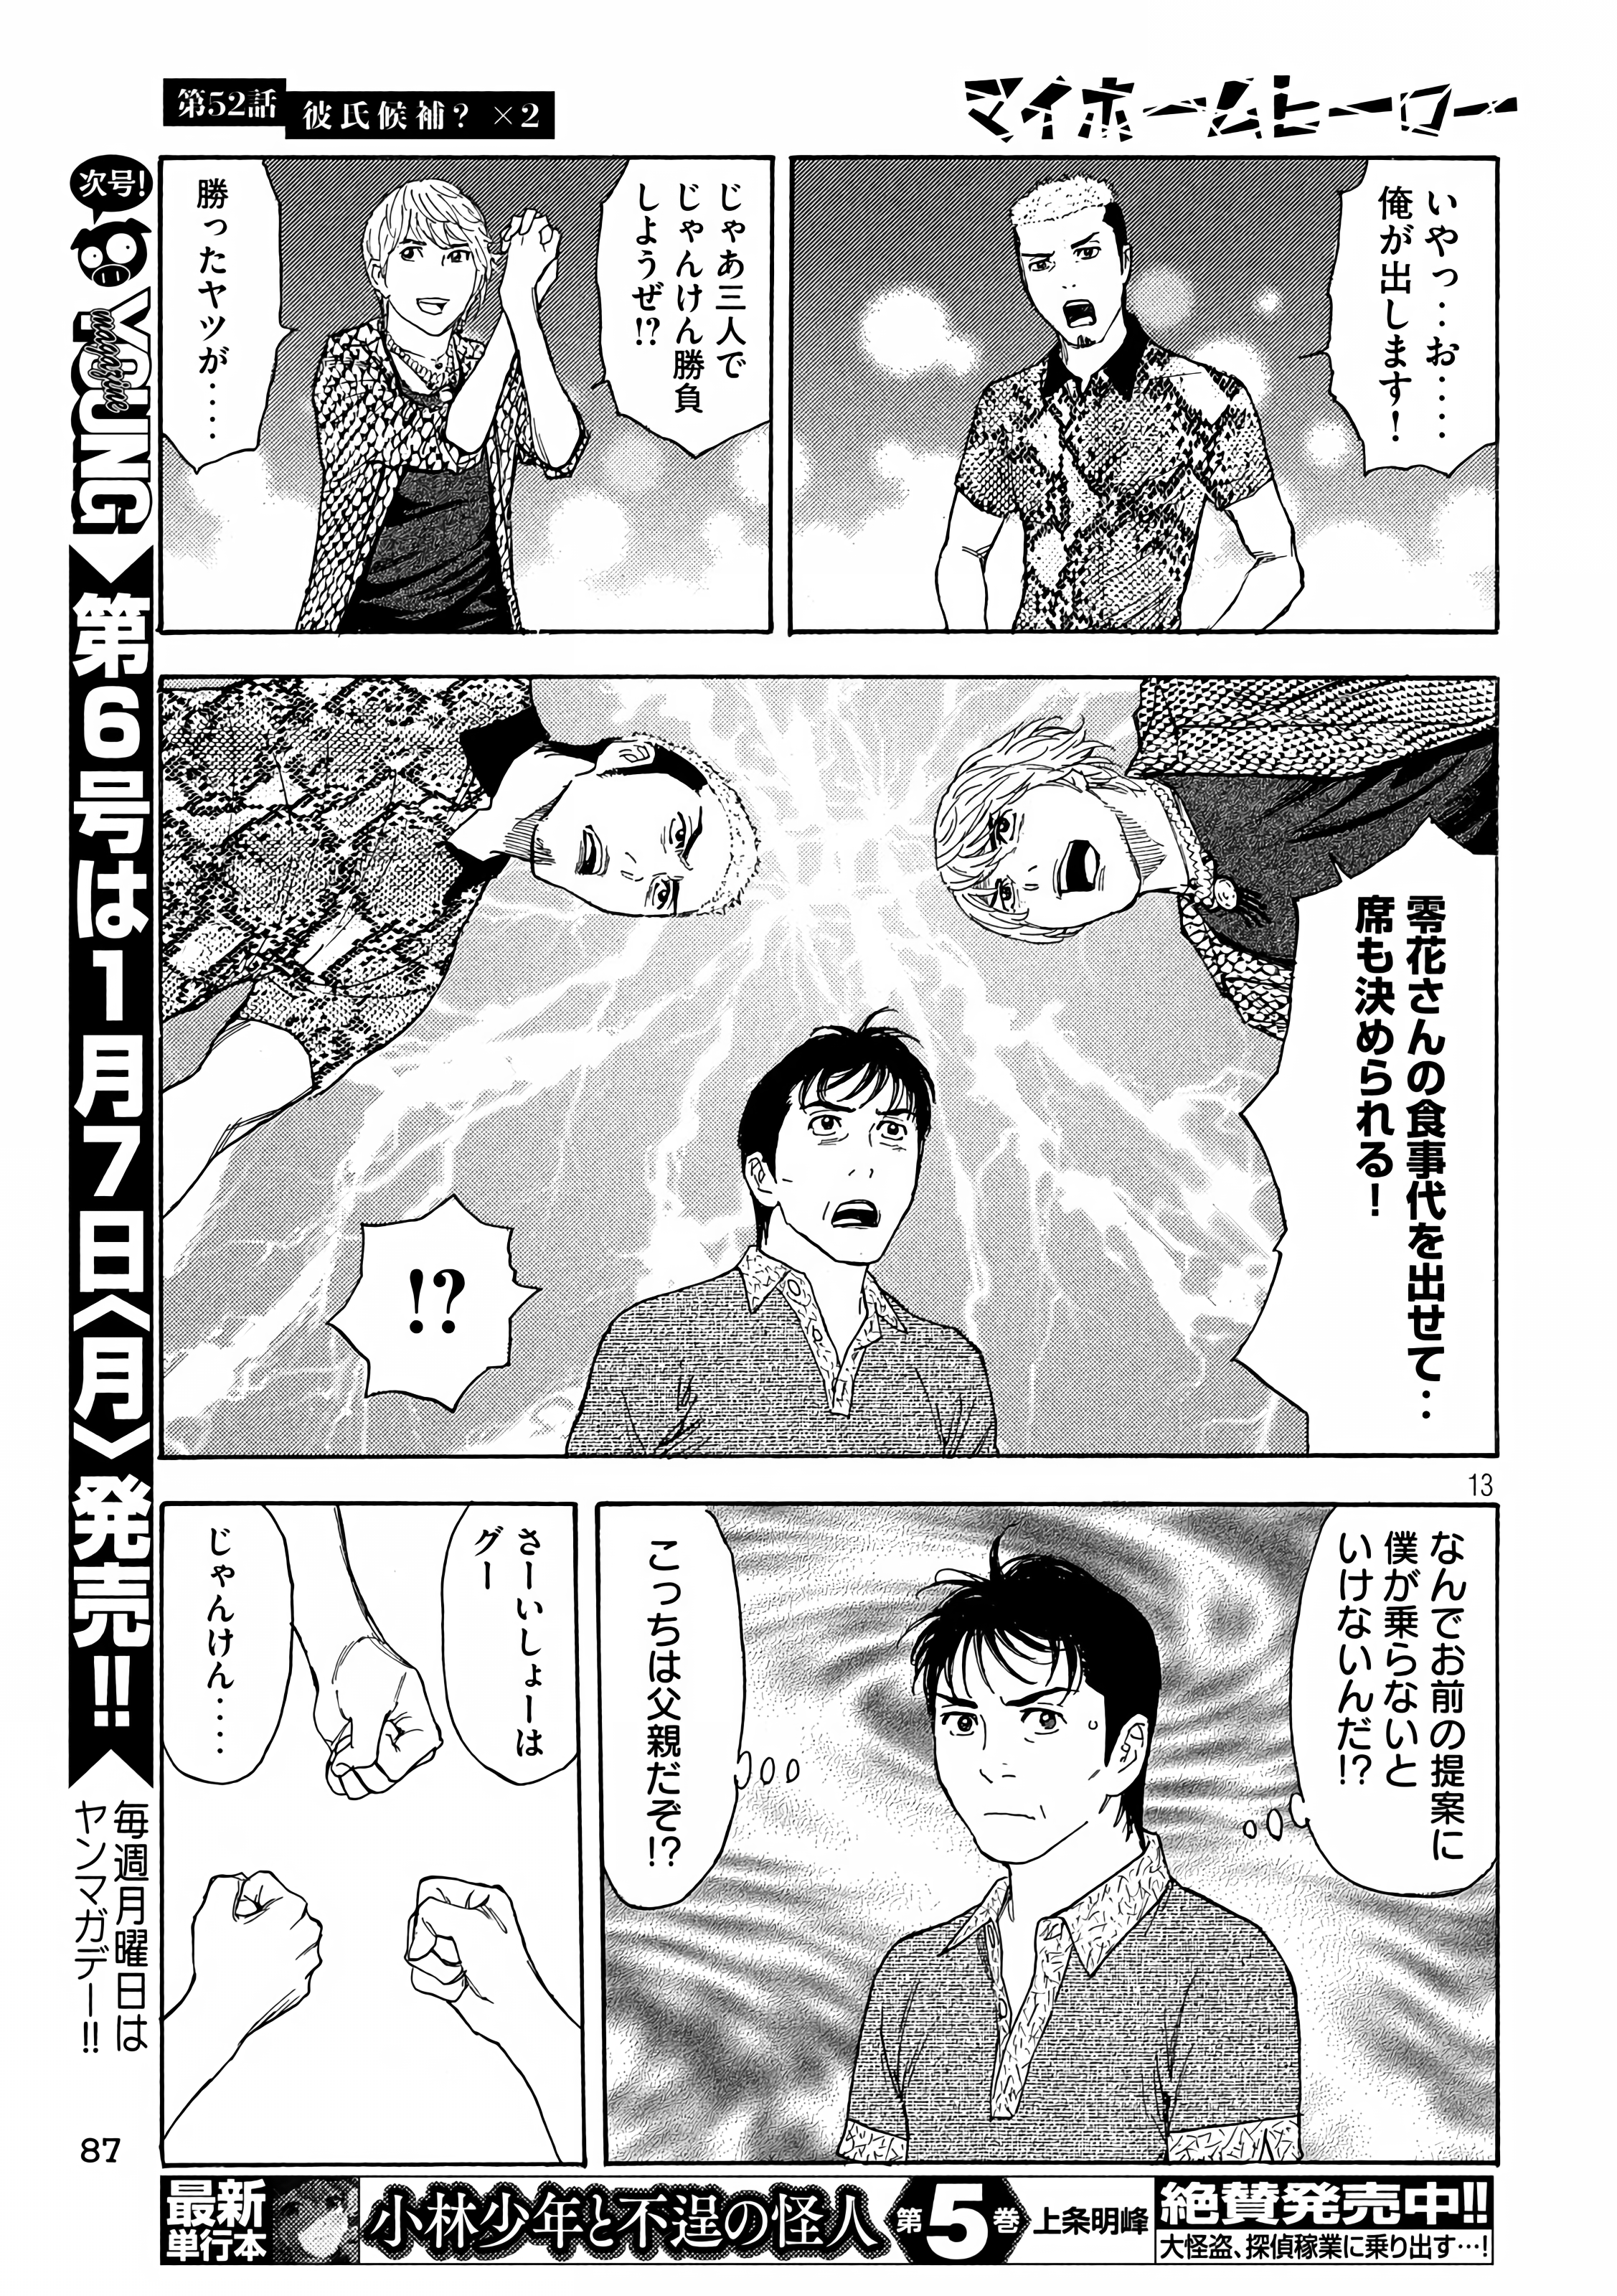 第52話
彼氏候補? ×2
マイホームヒーロー
いやっ‥お‥‥
俺が出します!
じゃあ三人で
じゃんけん勝負
しようぜ!?
勝ったヤツが‥‥
零花さんの食事代を出せて‥
席も決められる!
!?
13
なんでお前の提案に
僕が乗らないと
いけないんだ!?
こっちは父親だぞ!?
さーいしょーは
グー
じゃんけん‥‥
次号!
YOUNG
magazine
第6号は1月7日〈月〉発売!!
毎週月曜日は
ヤンマガデー!!
87
最新
単行本
小林少年と不逞の怪人
第5巻
上条明峰
絶賛発売中!!
大怪盗、探偵稼業に乗り出す…!